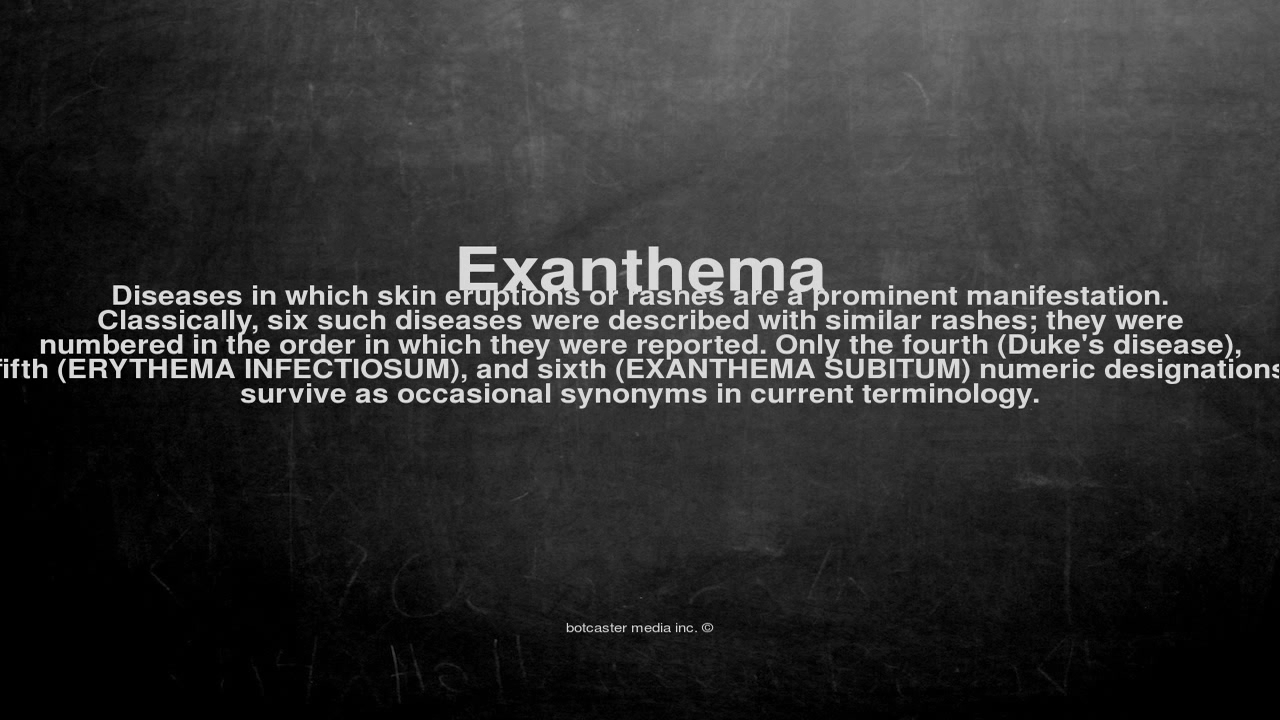 Exanthema
Diseases in which skin eruptions or rashes are a prominent manifestation.
Classically, six such diseases were described with similar rashes; they were
numbered in the order in which they were reported. Only the fourth (Duke's disease),
fifth (ERYTHEMA INFECTIOSUM), and sixth (EXANTHEMA SUBITUM) numeric designations
survive as occasional synonyms in current terminology.
botcaster media inc. ©